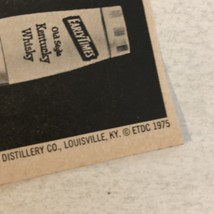 EARLY TIMES
Old Style
Kentucky
Whisky
DISTILLERY CO., LOUISVILLE, KY. © ETDC 1975